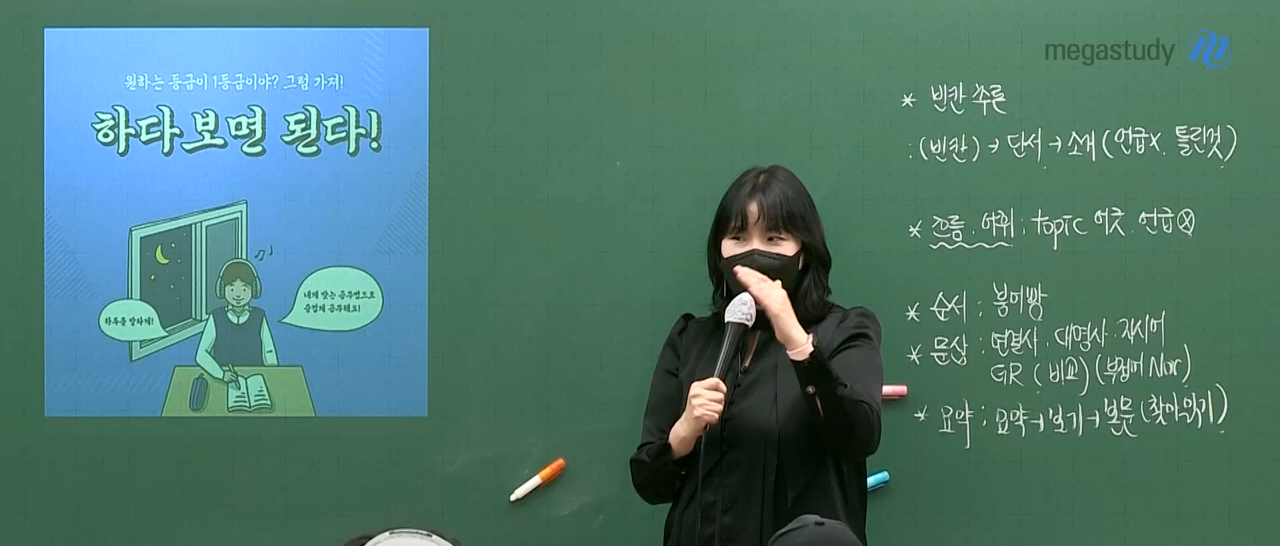 원하는 등급이 1등급이야? 그럼 가져!
하다보면 된다!
하루를 알차게!
내게 맞는 공부법으로
즐겁게 공부해요!
megastudy
* 빈칸 추론
: (빈칸) → 단서 → 소재 (언급X. 틀린것)
* 흐름. 어휘 : topic 어긋. 언급ⓧ
* 순서 : 붕어빵
* 문삽 : 연결사. 대명사. 지시어
GR (비교) (부정어 Nor)
* 요약 : 요약→보기→본문 (찾아읽기)